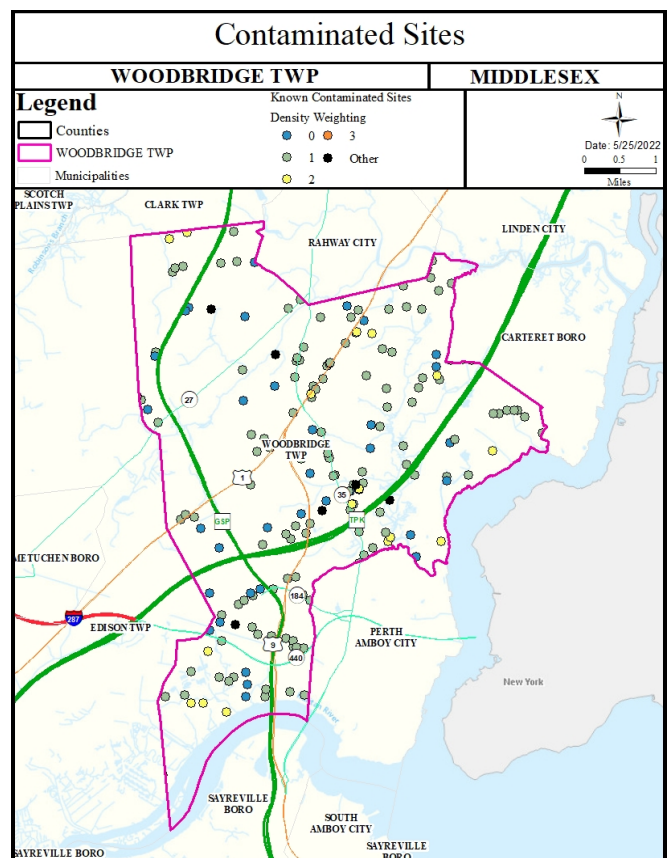 Contaminated Sites
WOODBRIDGE TWP
MIDDLESEX
Legend
Counties
WOODBRIDGE TWP
Municipalities
Known Contaminated Sites
Density Weighting
0
3
1
Other
2
N
Date: 5/25/2022
0 0.5 1
Miles
SCOTCH
PLAINS TWP
CLARK TWP
RAHWAY CITY
LINDEN CITY
Robinsons Branch
CARTERET BORO
27
WOODBRIDGE
TWP
1
35
GSP
TPK
METUCHEN BORO
287
EDISON TWP
184
PERTH
AMBOY CITY
9
440
New York
River
SAYREVILLE
BORO
SOUTH
AMBOY CITY
SAYREVILLE BORO
SAYREVILLE
BORO